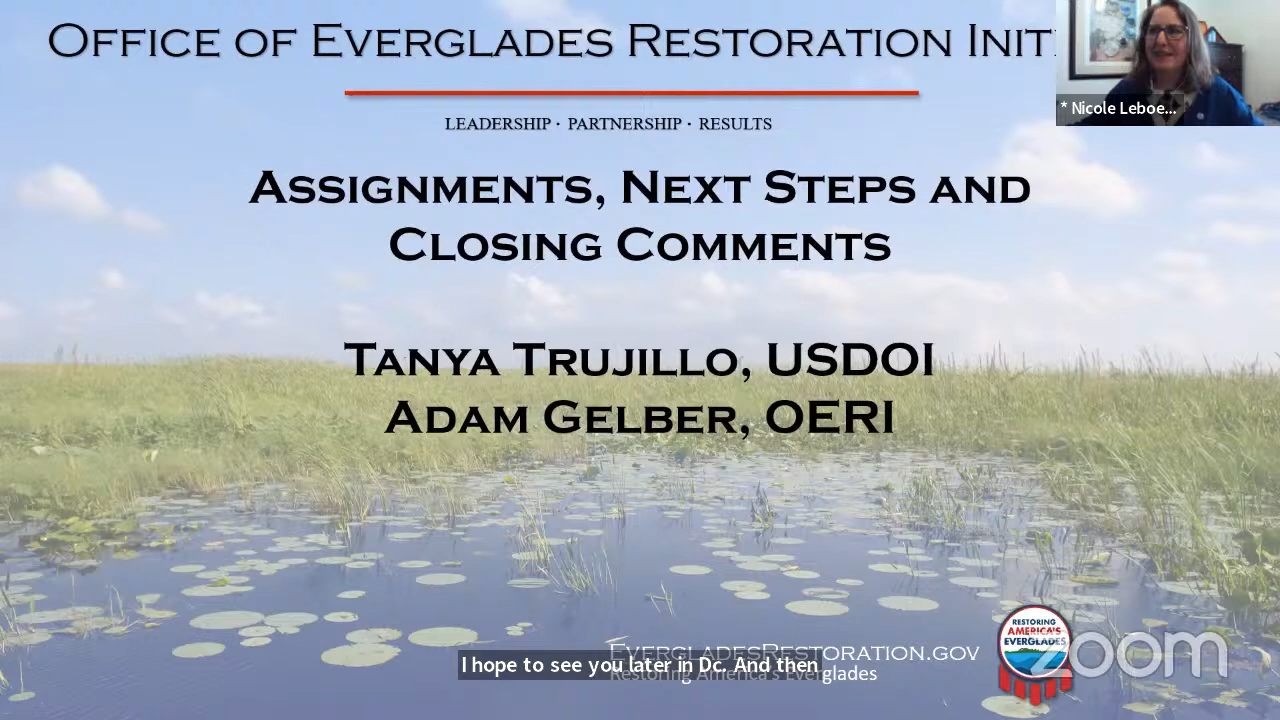 OFFICE OF EVERGLADES RESTORATION INITI
* Nicole Leboe...
LEADERSHIP · PARTNERSHIP · RESULTS
ASSIGNMENTS, NEXT STEPS AND
CLOSING COMMENTS
TANYA TRUJILLO, USDOI
ADAM GELBER, OERI
RESTORING
AMERICA'S
EVERGLADES
zoom
EVERGLADESRESTORATION.GOV
I hope to see you later in Dc. And then
Restoring America's Everglades